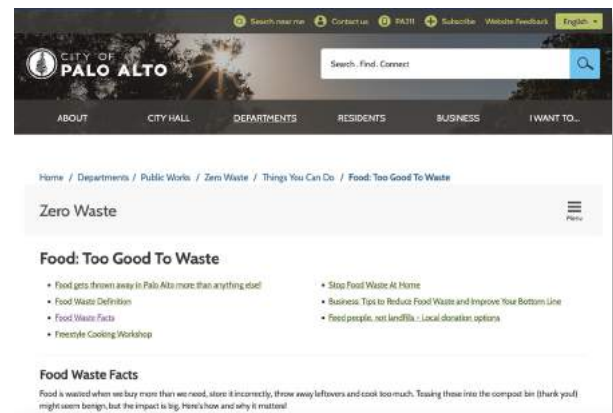 Search near me Contact us PA311 Subscribe Website Feedback English
CITY OF
PALO ALTO
Search . Find . Connect
ABOUT CITY HALL DEPARTMENTS RESIDENTS BUSINESS I WANT TO...
Home / Departments / Public Works / Zero Waste / Things You Can Do / Food: Too Good To Waste
Zero Waste
Menu
Food: Too Good To Waste
• Food gets thrown away in Palo Alto more than anything else!
• Food Waste Definition
• Food Waste Facts
• Freestyle Cooking Workshop
• Stop Food Waste At Home
• Business: Tips to Reduce Food Waste and Improve Your Bottom Line
• Feed people, not landfills - Local donation options
Food Waste Facts
Food is wasted when we buy more than we need, store it incorrectly, throw away leftovers and cook too much. Tossing these into the compost bin (thank you!)
might seem benign, but the impact is big. Here's how and why it matters!